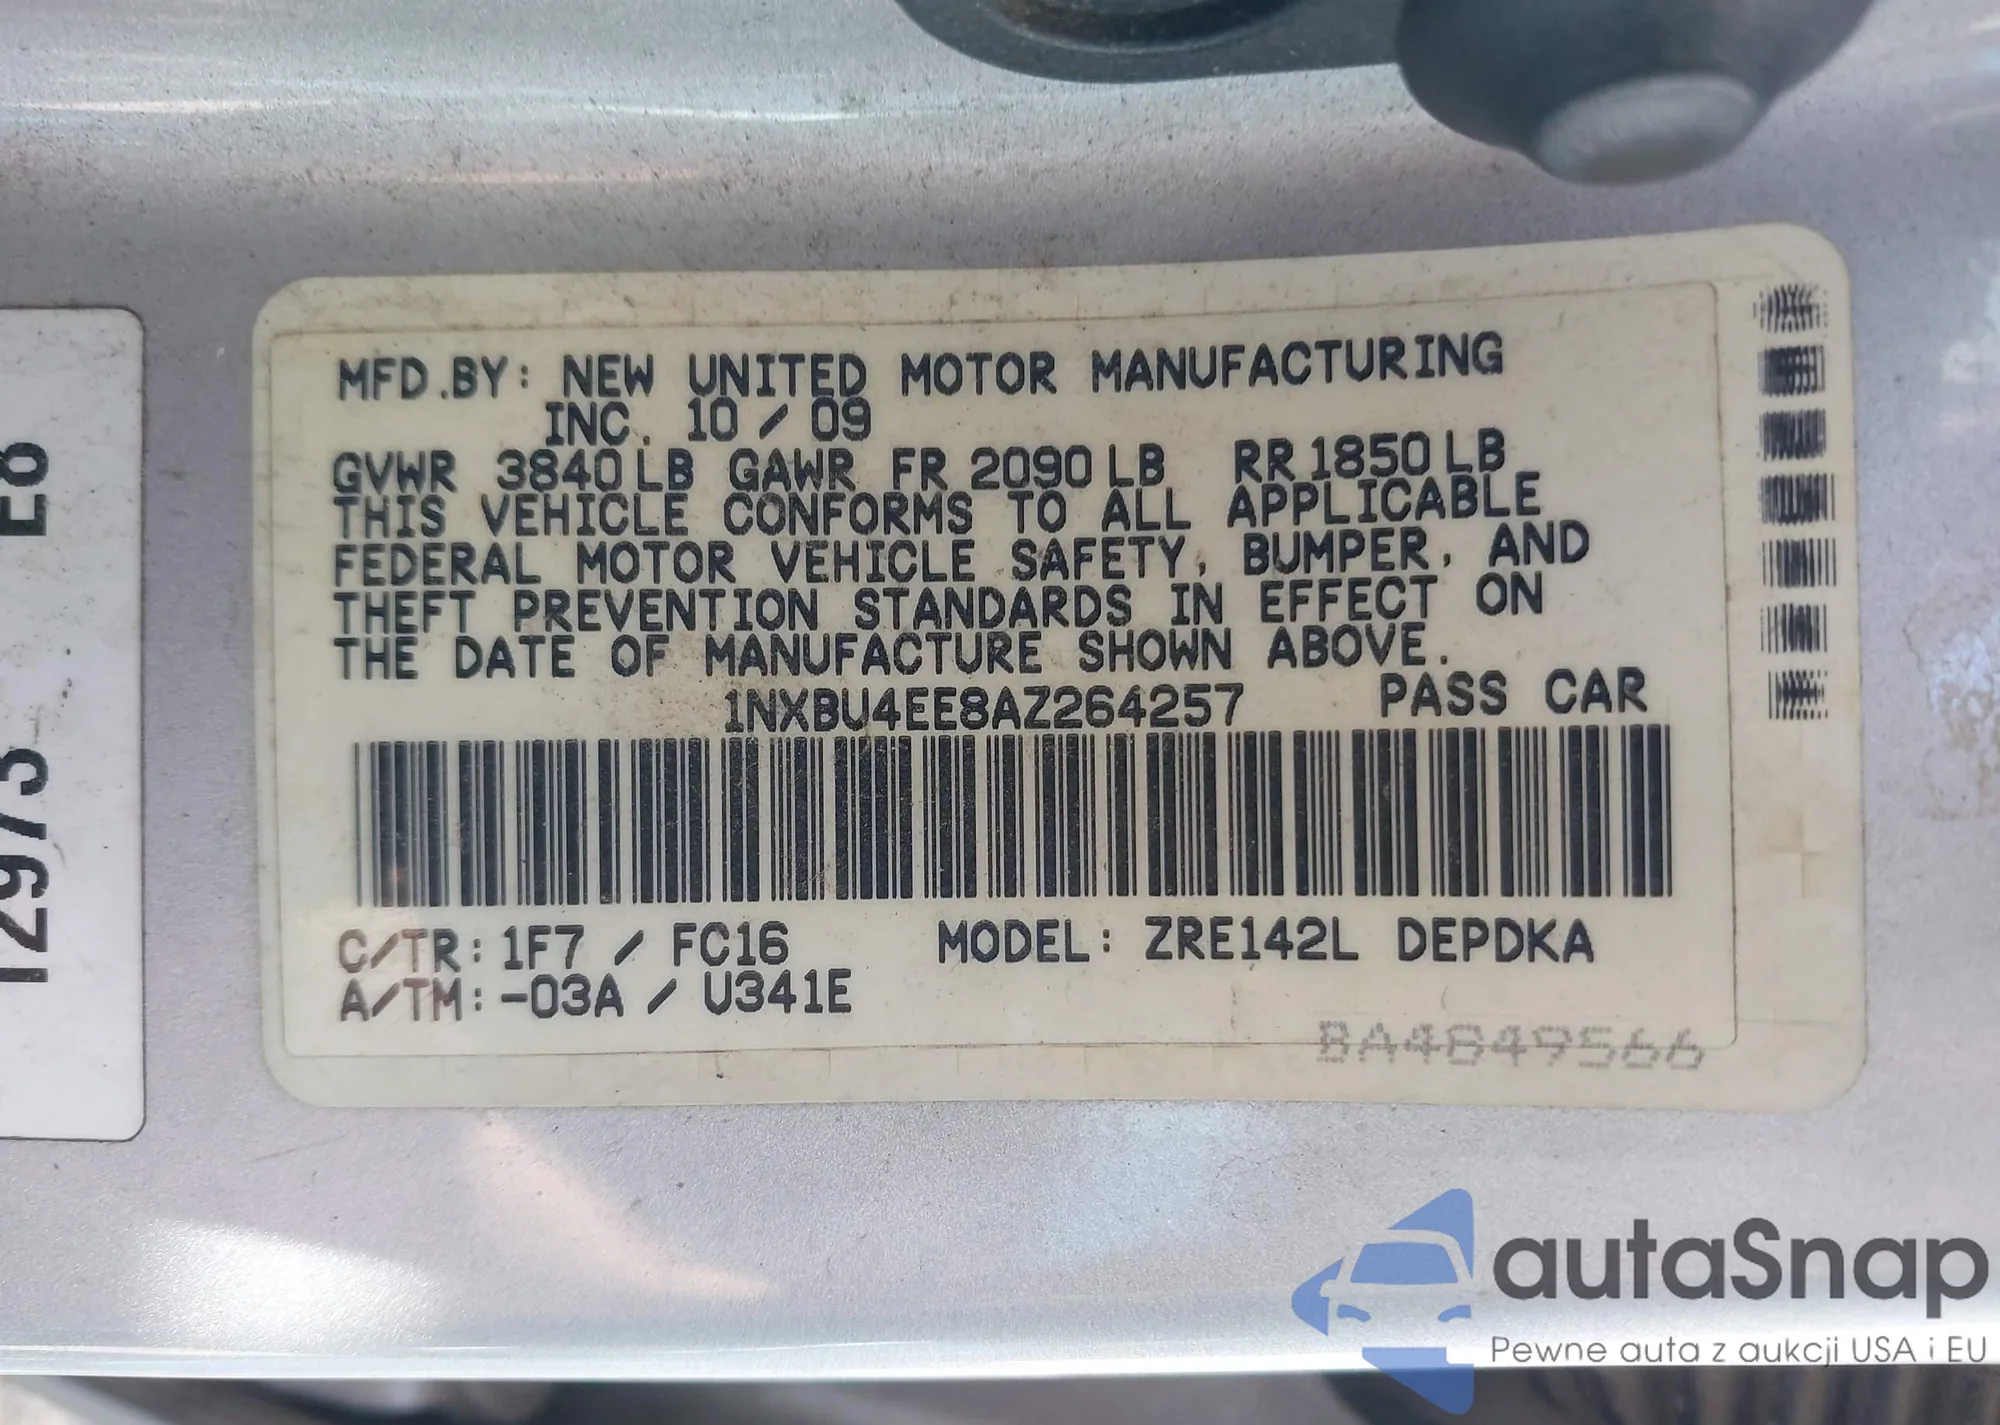 MFD.BY: NEW UNITED MOTOR MANUFACTURING
INC. 10 / 09
GVWR 3840 LB GAWR FR 2090 LB RR 1850 LB
THIS VEHICLE CONFORMS TO ALL APPLICABLE
FEDERAL MOTOR VEHICLE SAFETY, BUMPER, AND
THEFT PREVENTION STANDARDS IN EFFECT ON
THE DATE OF MANUFACTURE SHOWN ABOVE.
1NXBU4EE8AZ264257 PASS CAR
C/TR: 1F7 / FC16 MODEL: ZRE142L DEPDKA
A/TM: -03A / U341E
BA4849566
12973 E8
autaSnap
Pewne auta z aukcji USA i EU